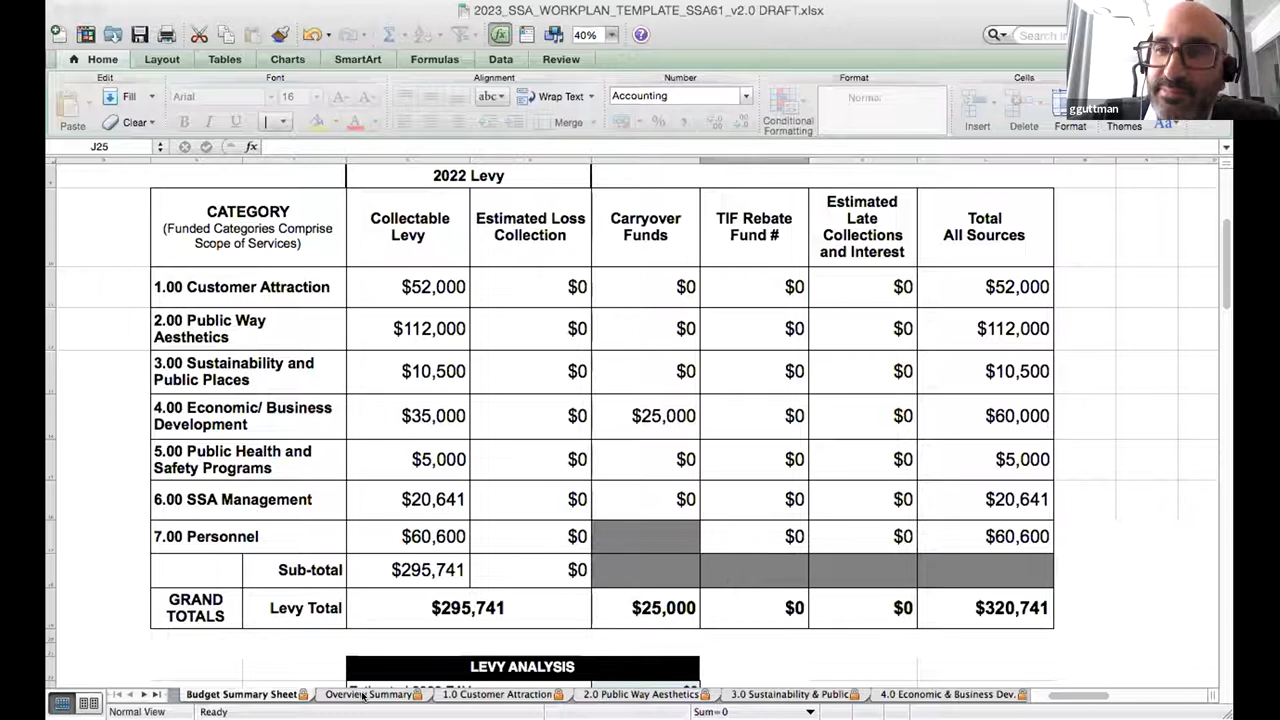 2023_SSA_WORKPLAN_TEMPLATE_SSA61_v2.0 DRAFT.xlsx
40%
Search in
Home Layout Tables Charts SmartArt Formulas Data Review
Edit Font Alignment Number Format Cells Themes
Fill Arial 16 A A abc Wrap Text Accounting Normal
Paste Clear B I U A Merge % Conditional Formatting Insert Delete Format Themes Aa
gguttman
J25 fx
2022 Levy
CATEGORY
(Funded Categories Comprise Scope of Services)
Collectable Levy
Estimated Loss Collection
Carryover Funds
TIF Rebate Fund #
Estimated Late Collections and Interest
Total All Sources
1.00 Customer Attraction $52,000 $0 $0 $0 $0 $52,000
2.00 Public Way Aesthetics $112,000 $0 $0 $0 $0 $112,000
3.00 Sustainability and Public Places $10,500 $0 $0 $0 $0 $10,500
4.00 Economic/ Business Development $35,000 $0 $25,000 $0 $0 $60,000
5.00 Public Health and Safety Programs $5,000 $0 $0 $0 $0 $5,000
6.00 SSA Management $20,641 $0 $0 $0 $0 $20,641
7.00 Personnel $60,600 $0 $0 $0 $60,600
Sub-total $295,741 $0
GRAND TOTALS Levy Total $295,741 $25,000 $0 $0 $320,741
LEVY ANALYSIS
Budget Summary Sheet Overview Summary 1.0 Customer Attraction 2.0 Public Way Aesthetics 3.0 Sustainability & Public 4.0 Economic & Business Dev.
Normal View Ready Sum=0